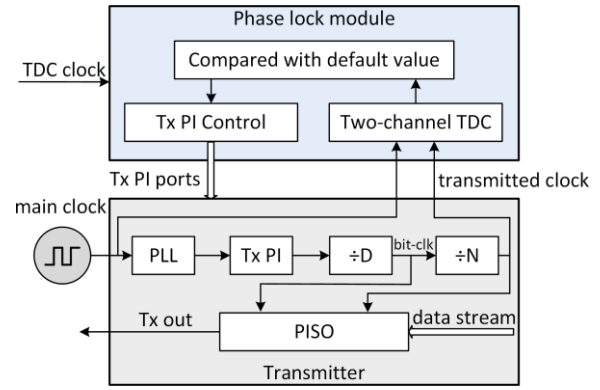 Phase lock module
Compared with default value
TDC clock
Tx PI Control
Two-channel TDC
Tx PI ports
transmitted clock
main clock
PLL
Tx PI
÷D
bit-clk
÷N
Tx out
PISO
data stream
Transmitter